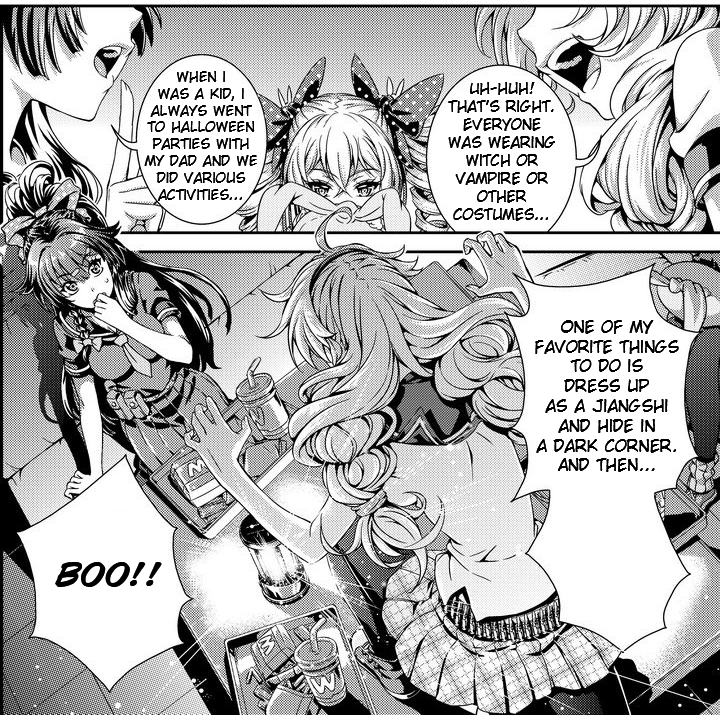 WHEN I
WAS A KID, I
ALWAYS WENT
TO HALLOWEEN
PARTIES WITH
MY DAD AND WE
DID VARIOUS
ACTIVITIES...
UH-HUH!
THAT'S RIGHT.
EVERYONE
WAS WEARING
WITCH OR
VAMPIRE OR
OTHER
COSTUMES...
ONE OF MY
FAVORITE THINGS
TO DO IS
DRESS UP
AS A JIANGSHI
AND HIDE IN
A DARK CORNER.
AND THEN...
BOO!!
W